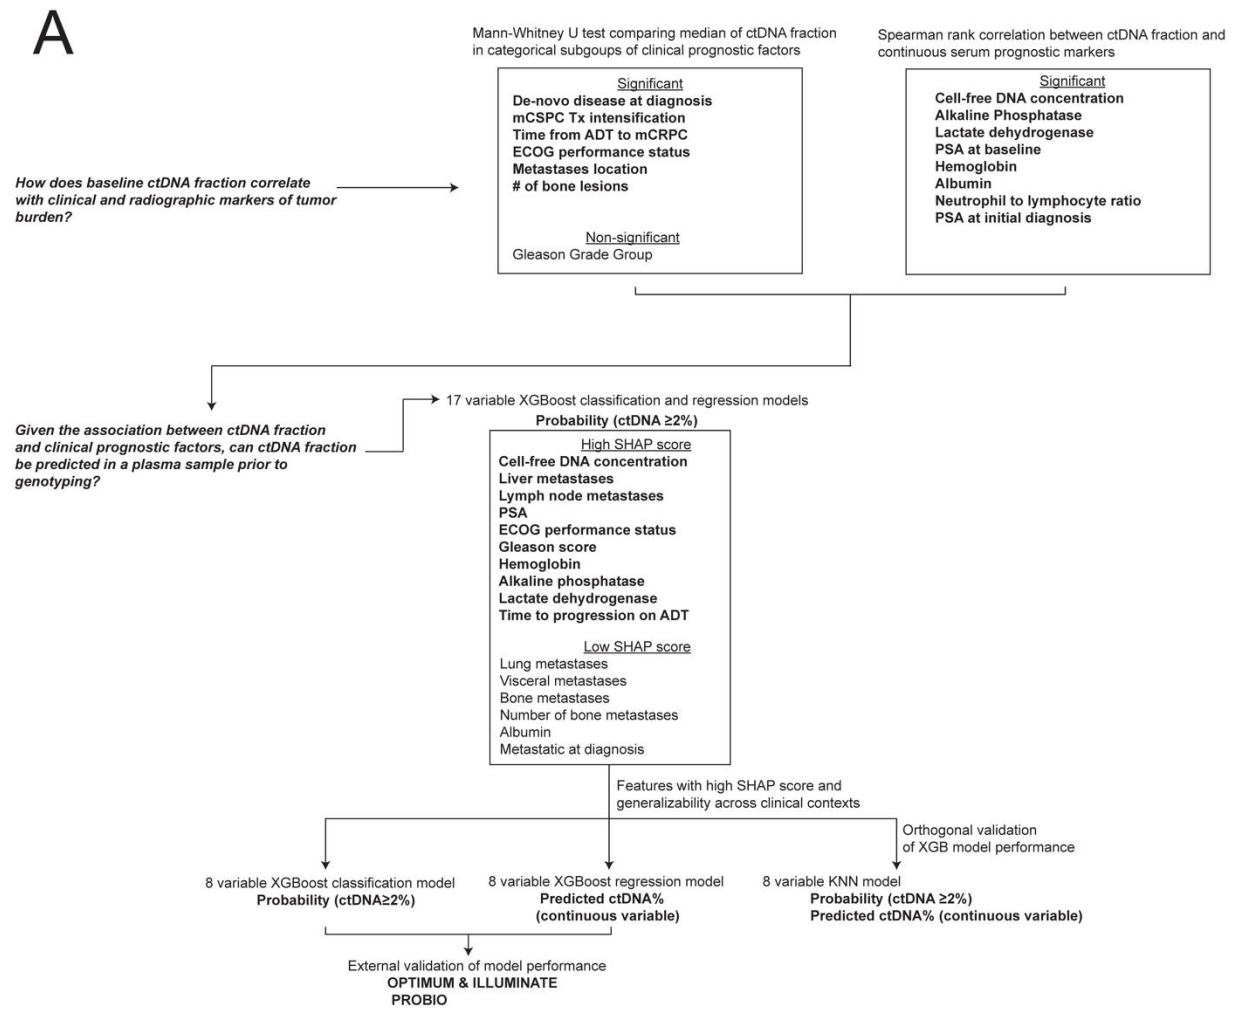 A
Mann-Whitney U test comparing median of ctDNA fraction
in categorical subgoups of clinical prognostic factors
Significant
De-novo disease at diagnosis
mCSPC Tx intensification
Time from ADT to mCRPC
ECOG performance status
Metastases location
# of bone lesions
Non-significant
Gleason Grade Group
Spearman rank correlation between ctDNA fraction and
continuous serum prognostic markers
Significant
Cell-free DNA concentration
Alkaline Phosphatase
Lactate dehydrogenase
PSA at baseline
Hemoglobin
Albumin
Neutrophil to lymphocyte ratio
PSA at initial diagnosis
How does baseline ctDNA fraction correlate
with clinical and radiographic markers of tumor
burden?
Given the association between ctDNA fraction
and clinical prognostic factors, can ctDNA fraction
be predicted in a plasma sample prior to
genotyping?
17 variable XGBoost classification and regression models
Probability (ctDNA ≥2%)
High SHAP score
Cell-free DNA concentration
Liver metastases
Lymph node metastases
PSA
ECOG performance status
Gleason score
Hemoglobin
Alkaline phosphatase
Lactate dehydrogenase
Time to progression on ADT
Low SHAP score
Lung metastases
Visceral metastases
Bone metastases
Number of bone metastases
Albumin
Metastatic at diagnosis
Features with high SHAP score and
generalizability across clinical contexts
Orthogonal validation
of XGB model performance
8 variable XGBoost classification model
Probability (ctDNA≥2%)
8 variable XGBoost regression model
Predicted ctDNA%
(continuous variable)
8 variable KNN model
Probability (ctDNA ≥2%)
Predicted ctDNA% (continuous variable)
External validation of model performance
OPTIMUM & ILLUMINATE
PROBIO